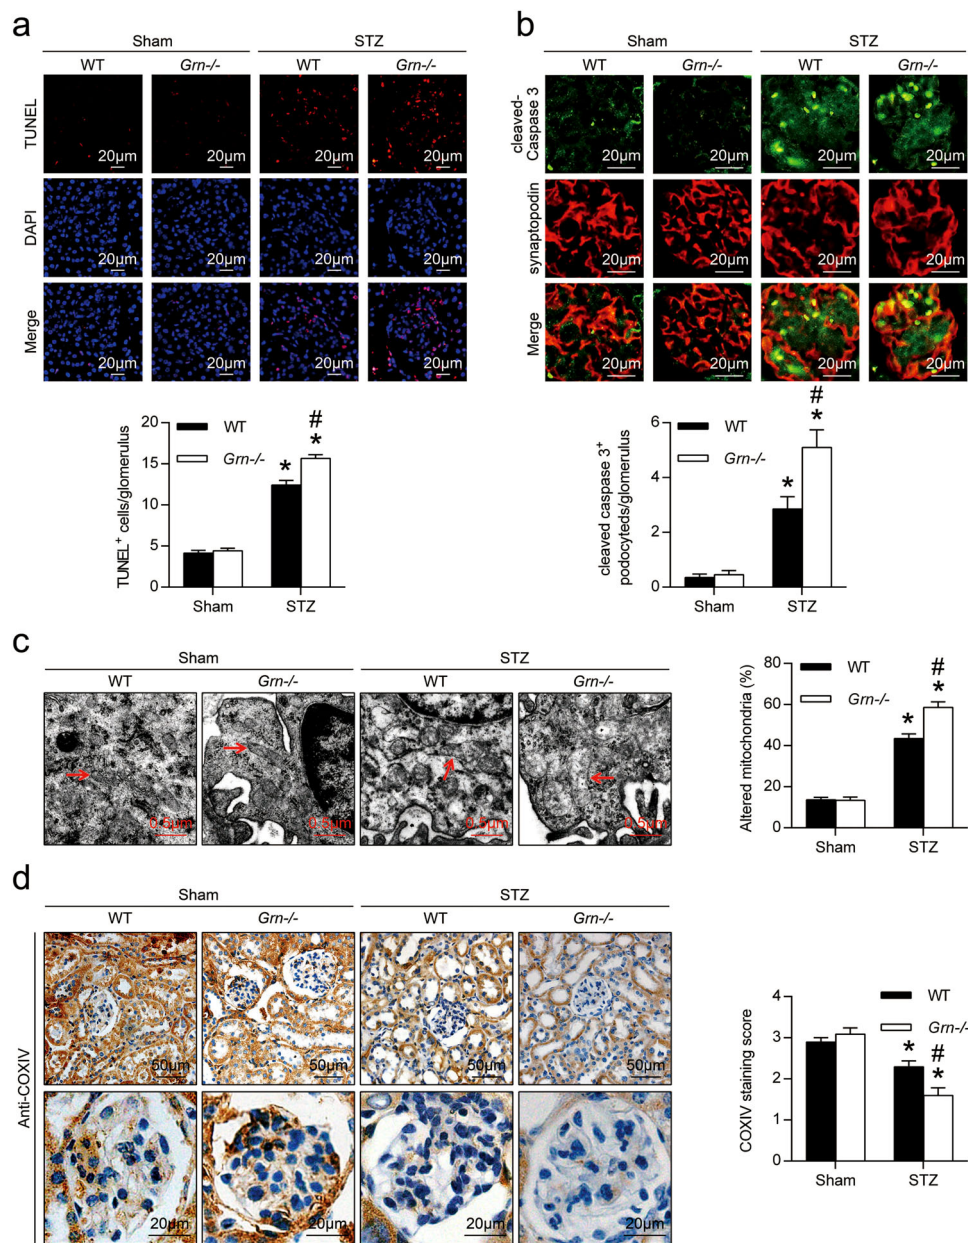 a
Sham STZ
WT Grn-/- WT Grn-/-
TUNEL
20μm 20μm 20μm 20μm
DAPI
20μm 20μm 20μm 20μm
Merge
20μm 20μm 20μm 20μm
TUNEL+ cells/glomerulus
20
15
10
5
0
WT
Grn-/-
* #
*
Sham STZ
b
Sham STZ
WT Grn-/- WT Grn-/-
cleaved-
Caspase 3
20μm 20μm 20μm 20μm
synaptopodin
20μm 20μm 20μm 20μm
Merge
20μm 20μm 20μm 20μm
cleaved caspase 3+
podocyteds/glomerulus
6
4
2
0
WT
Grn-/-
* #
*
Sham STZ
c
Sham STZ
WT Grn-/- WT Grn-/-
0.5μm 0.5μm 0.5μm 0.5μm
Altered mitochondria (%)
80
60
40
20
0
WT
Grn-/-
* #
*
Sham STZ
d
Sham STZ
WT Grn-/- WT Grn-/-
Anti-COXIV
50μm 50μm 50μm 50μm
20μm 20μm 20μm 20μm
COXIV staining score
4
3
2
1
0
WT
Grn-/-
* #
*
Sham STZ